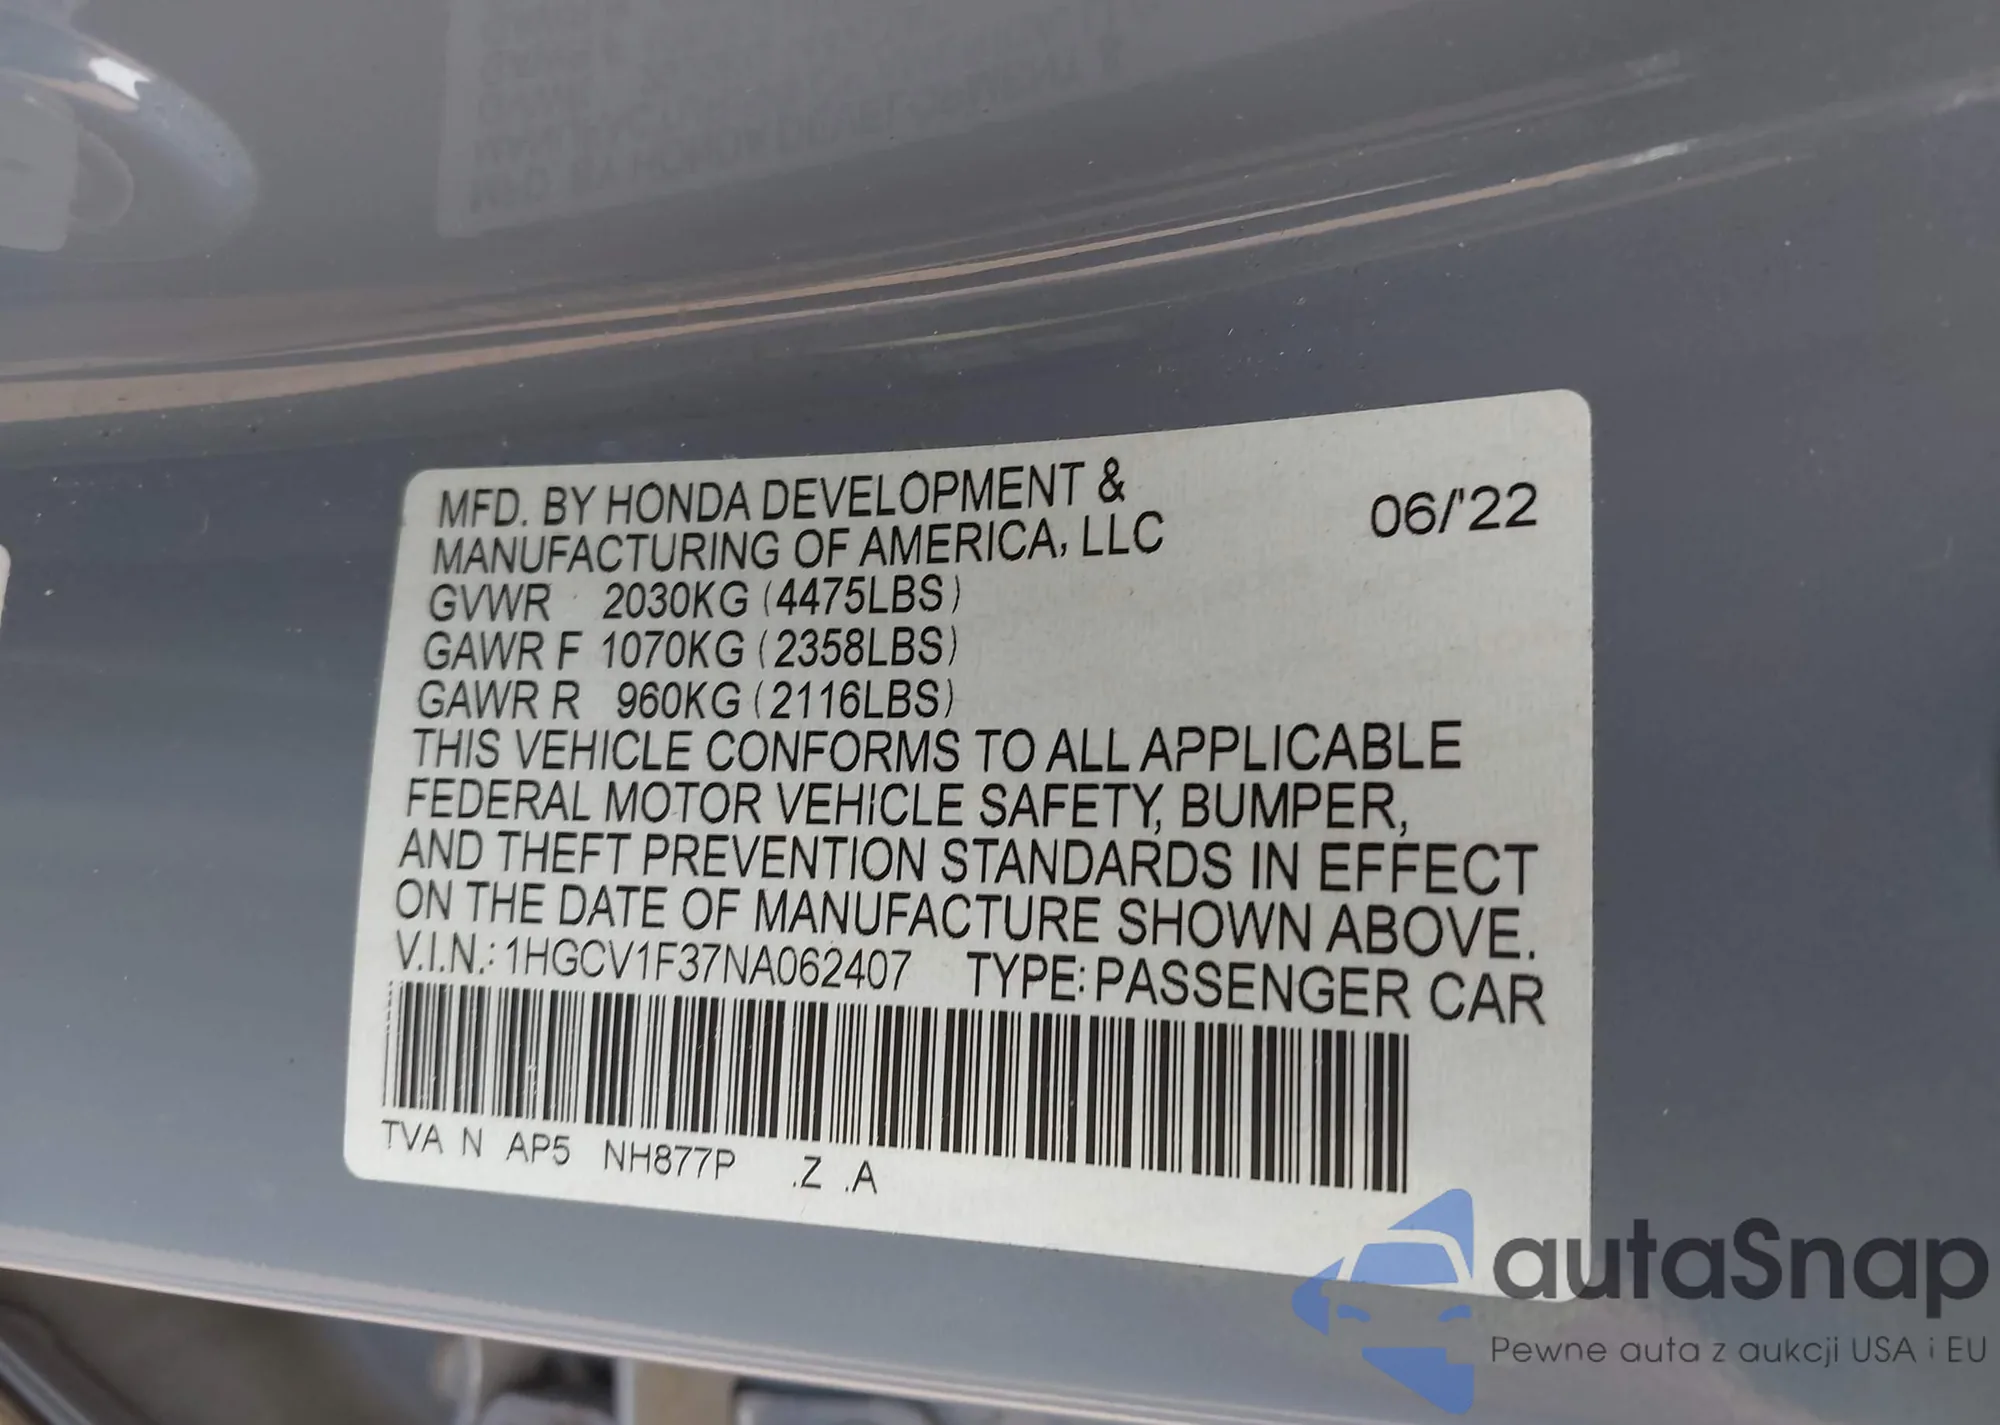 MFD. BY HONDA DEVELOPMENT &
MANUFACTURING OF AMERICA, LLC
06/'22
GVWR 2030KG (4475LBS)
GAWR F 1070KG (2358LBS)
GAWR R 960KG (2116LBS)
THIS VEHICLE CONFORMS TO ALL APPLICABLE
FEDERAL MOTOR VEHICLE SAFETY, BUMPER,
AND THEFT PREVENTION STANDARDS IN EFFECT
ON THE DATE OF MANUFACTURE SHOWN ABOVE.
V.I.N.: 1HGCV1F37NA062407 TYPE: PASSENGER CAR
TVA N AP5 NH877P .Z .A
autaSnap
Pewne auta z aukcji USA i EU